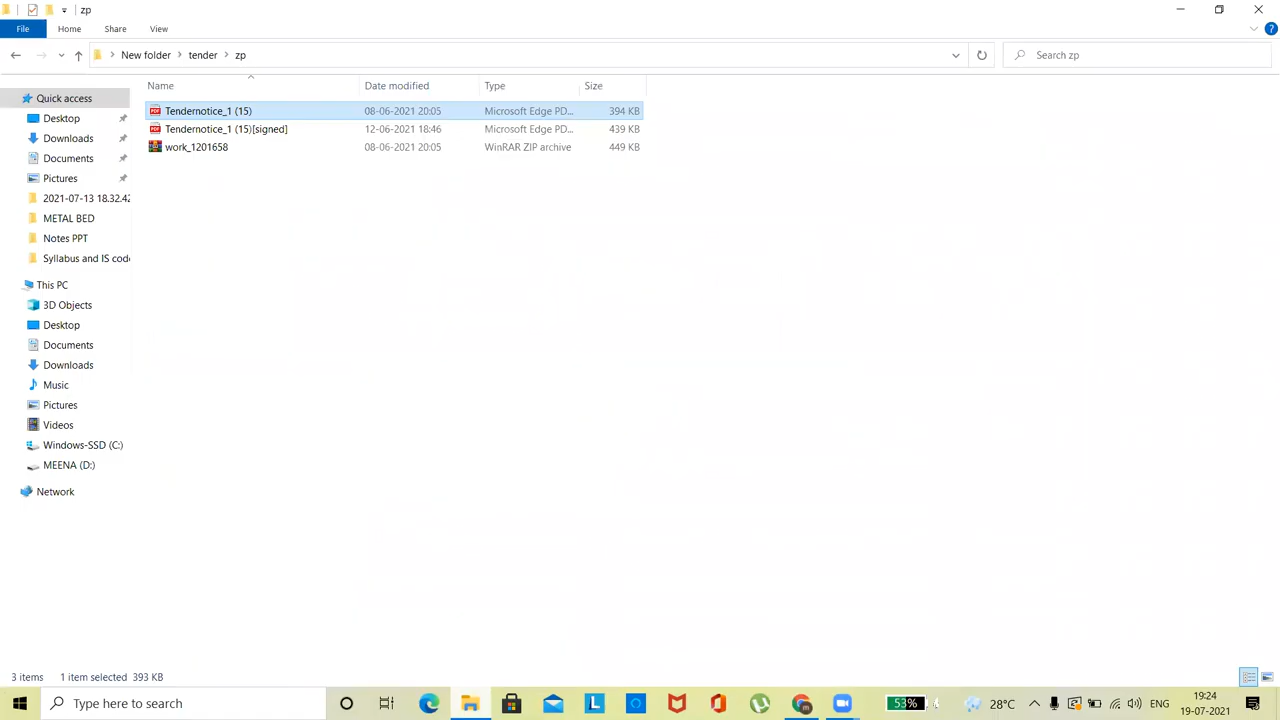 zp
File Home Share View
New folder tender zp
Search zp
Name Date modified Type Size
Tendernotice_1 (15) 08-06-2021 20:05 Microsoft Edge PD... 394 KB
Tendernotice_1 (15)[signed] 12-06-2021 18:46 Microsoft Edge PD... 439 KB
work_1201658 08-06-2021 20:05 WinRAR ZIP archive 449 KB
Quick access
Desktop
Downloads
Documents
Pictures
2021-07-13 18.32.42
METAL BED
Notes PPT
Syllabus and IS code
This PC
3D Objects
Desktop
Documents
Downloads
Music
Pictures
Videos
Windows-SSD (C:)
MEENA (D:)
Network
3 items 1 item selected 393 KB
Type here to search
53%
28°C
ENG
19:24
19-07-2021